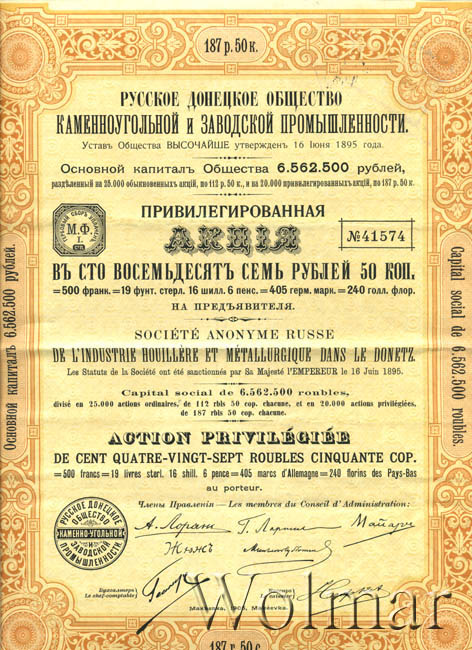 187 р. 50 к.
РУССКОЕ ДОНЕЦКОЕ ОБЩЕСТВО
КАМЕННОУГОЛЬНОЙ и ЗАВОДСКОЙ ПРОМЫШЛЕННОСТИ.
Уставъ Общества ВЫСОЧАЙШЕ утвержденъ 16 Июня 1895 года.
Основной капиталъ Общества 6.562.500 рублей,
раздѣленный на 25.000 обыкновенныхъ акцій, по 112 р. 50 к., и на 20.000 привилегированныхъ акцій, по 187 р. 50 к.
М.Ф.
I.
ПРИВИЛЕГИРОВАННАЯ
АКЦІЯ
№41574
ВЪ СТО ВОСЕМЬДЕСЯТЪ СЕМЬ РУБЛЕЙ 50 КОП.
=500 франк. =19 фунт. стерл. 16 шилл. 6 пенс. =405 герм. марк. =240 голл. флор.
НА ПРЕДЪЯВИТЕЛЯ.
SOCIÉTÉ ANONYME RUSSE
DE L'INDUSTRIE HOUILLÈRE ET MÉTALLURGIQUE DANS LE DONETZ.
Les Statuts de la Société ont été sanctionnés par Sa Majesté l'EMPEREUR le 16 Juin 1895.
Capital social de 6.562.500 roubles,
divisé en 25.000 actions ordinaires, de 112 rbls 50 cop. chacune, et en 20.000 actions privilégiées,
de 187 rbls 50 cop. chacune.
ACTION PRIVILÉGIÉE
DE CENT QUATRE-VINGT-SEPT ROUBLES CINQUANTE COP.
=500 francs =19 livres sterl. 16 shill. 6 pence =405 marcs d'Allemagne =240 florins des Pays-Bas
au porteur.
Члены Правленія — Les membres du Conseil d'Administration:
РУССКОЕ ДОНЕЦКОЕ
ОБЩЕСТВО
КАМЕННО-УГОЛЬНОЙ
И
ЗАВОДСКОЙ
ПРОМЫШЛЕННОСТИ.
А. Лоран
Г.
Бухгалтеръ
Le chef-comptable
1905, Makéevka.
Основной капиталъ 6.562.500 рублей.
Capital social de 6.562.500 roubles.
187 r. 50 c.
Wolmar